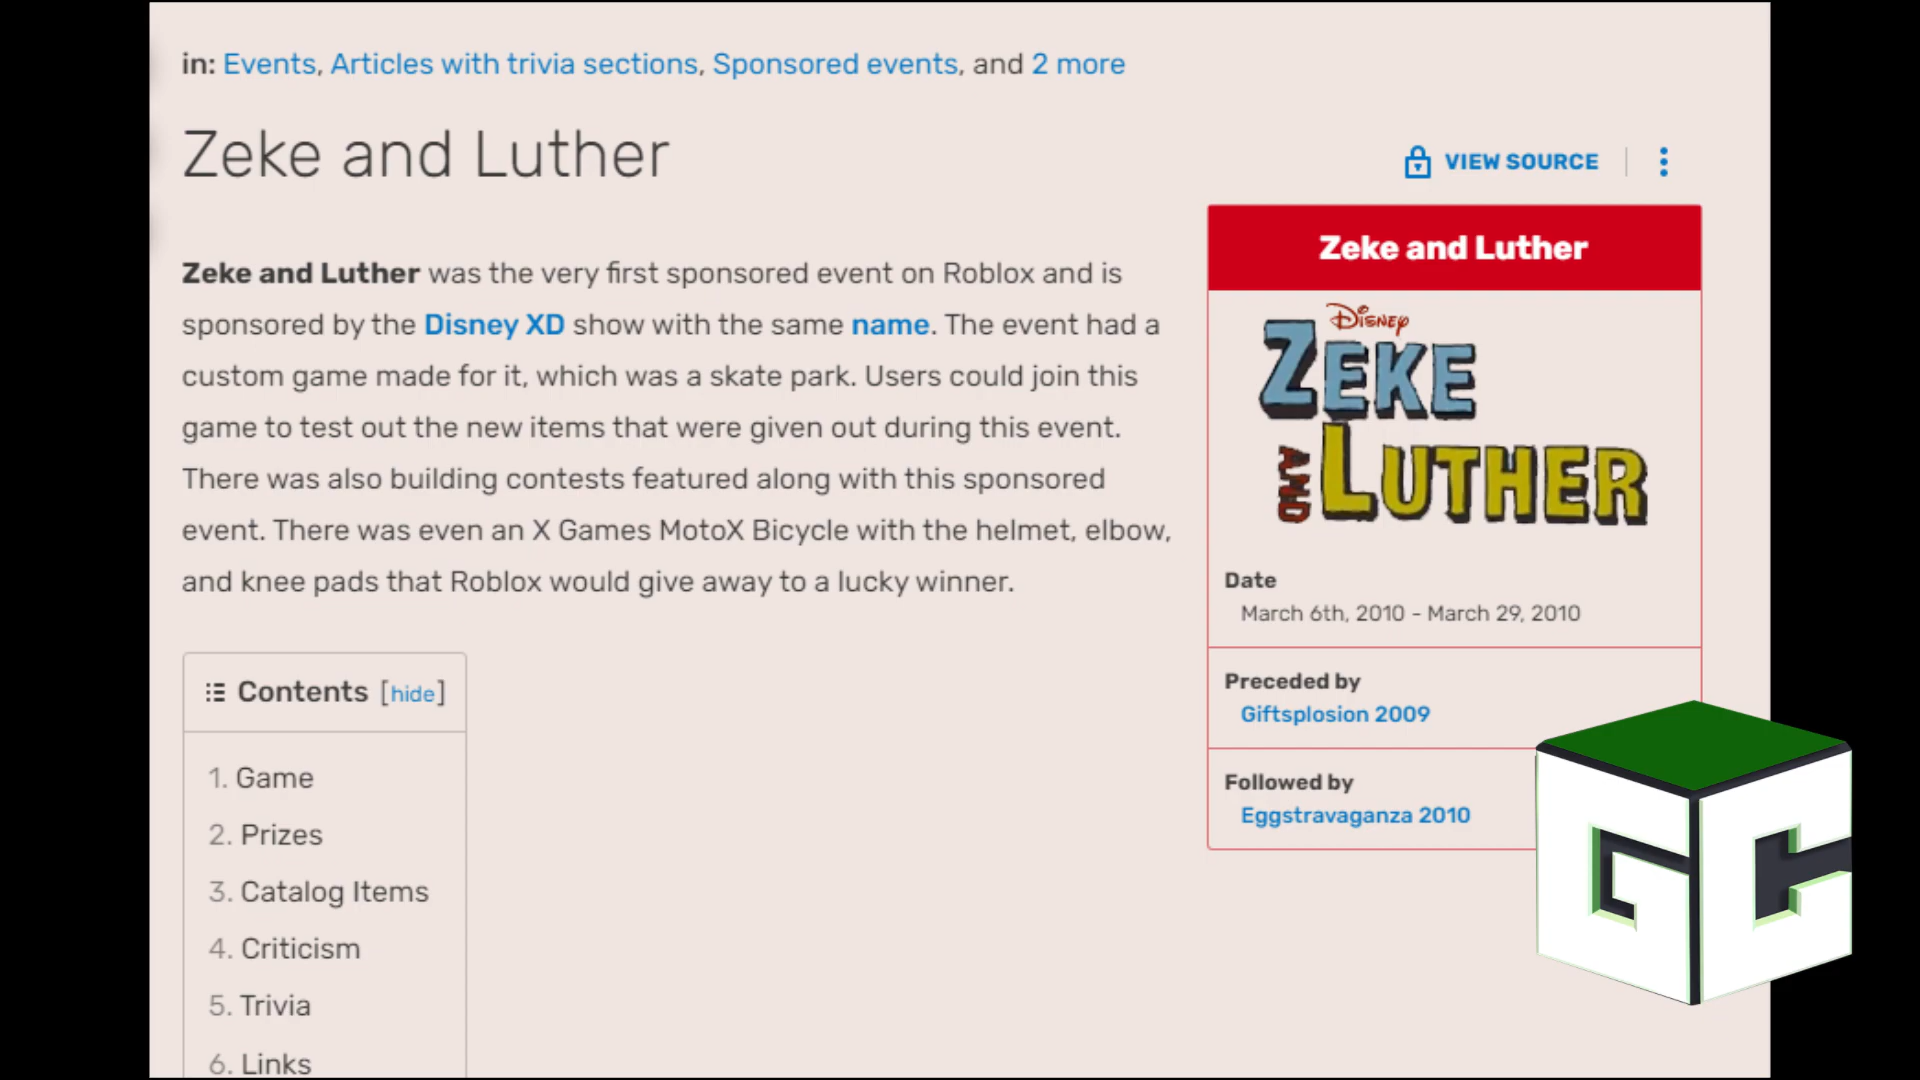 in: Events, Articles with trivia sections, Sponsored events, and 2 more
Zeke and Luther
VIEW SOURCE
Zeke and Luther was the very first sponsored event on Roblox and is
sponsored by the Disney XD show with the same name. The event had a
custom game made for it, which was a skate park. Users could join this
game to test out the new items that were given out during this event.
There was also building contests featured along with this sponsored
event. There was even an X Games MotoX Bicycle with the helmet, elbow,
and knee pads that Roblox would give away to a lucky winner.
Contents [hide]
1. Game
2. Prizes
3. Catalog Items
4. Criticism
5. Trivia
6. Links
Zeke and Luther
DISNEY
ZEKE
AND
LUTHER
Date
March 6th, 2010 - March 29, 2010
Preceded by
Giftsplosion 2009
Followed by
Eggstravaganza 2010
GC